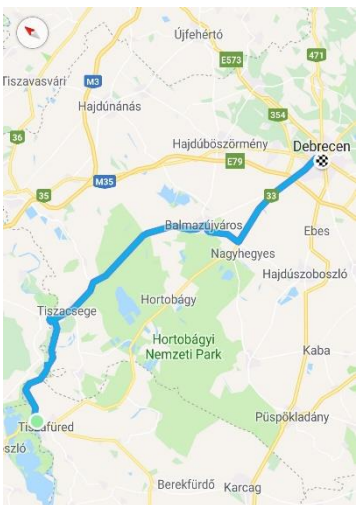 Újfehértó
E573
471
Tiszavasvári
M3
Hajdúnánás
354
36
Hajdúböszörmény
Debrecen
E79
M35
35
33
Balmazújváros
Ebes
Nagyhegyes
Hajdúszoboszló
Hortobágy
Tiszacsege
Hortobágyi
Nemzeti Park
Kaba
Püspökladány
Tiszafüred
oszló
Berekfürdő
Karcag